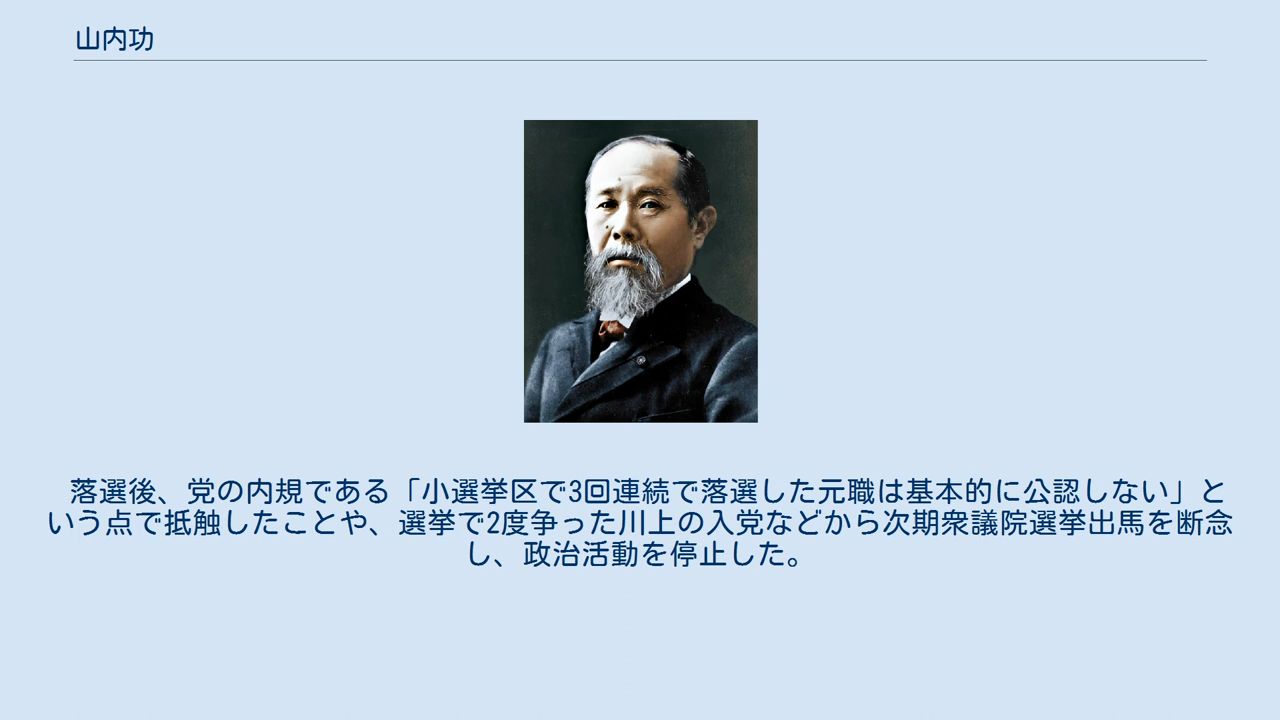 山内功
落選後、党の内規である「小選挙区で3回連続で落選した元職は基本的に公認しない」と
いう点で抵触したことや、選挙で2度争った川上の入党などから次期衆議院選挙出馬を断念
し、政治活動を停止した。